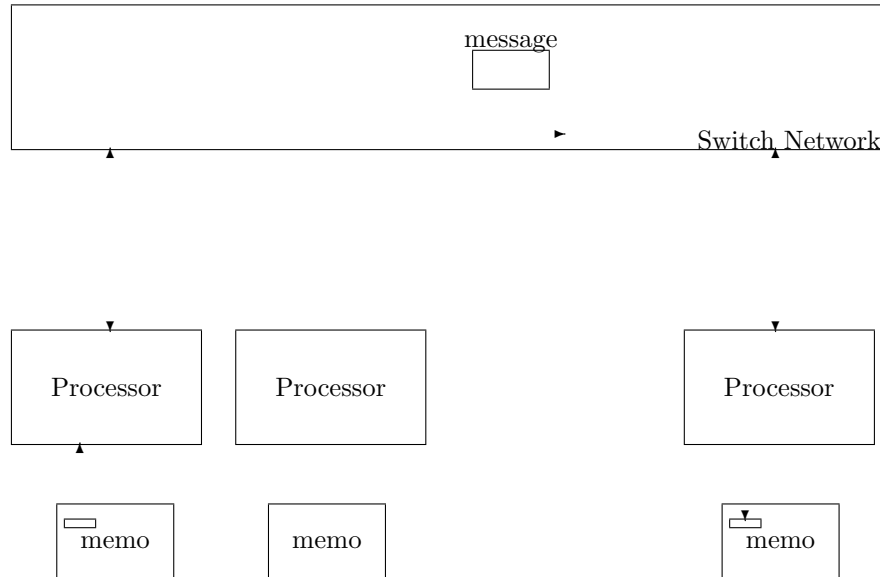 message
Switch Network
Processor Processor Processor
memo memo memo